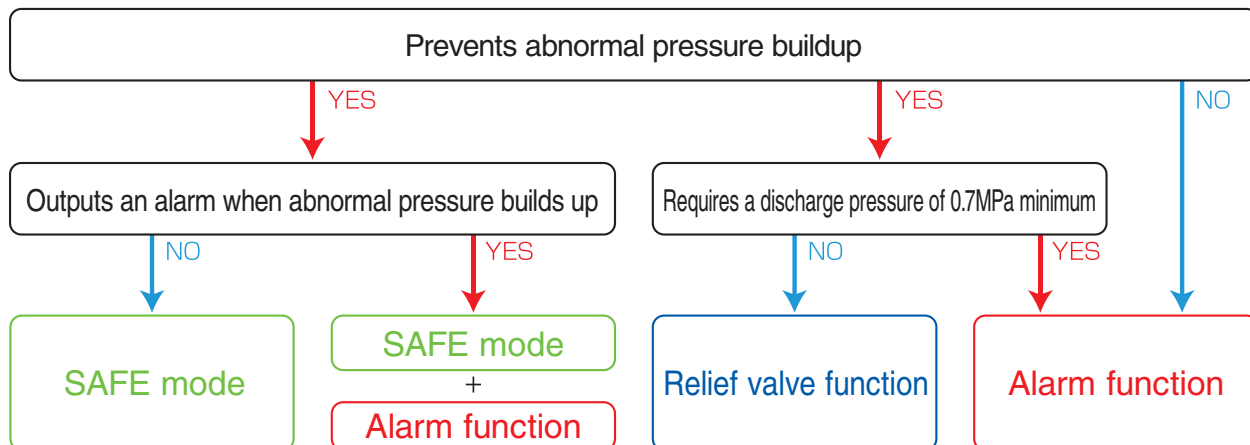 Prevents abnormal pressure buildup
YES
YES
NO
Outputs an alarm when abnormal pressure builds up
Requires a discharge pressure of 0.7MPa minimum
NO
YES
NO
YES
SAFE mode
SAFE mode
+
Alarm function
Relief valve function
Alarm function